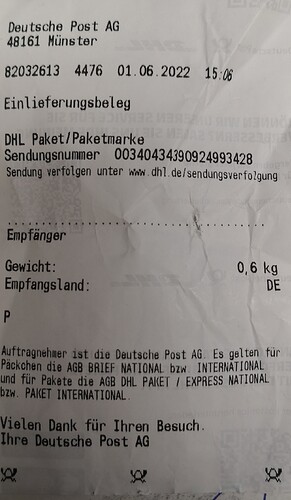 Deutsche Post AG
48161 Münster
82032613 4476 01.06.2022 15:06
Einlieferungsbeleg
DHL Paket/Paketmarke
Sendungsnummer 00340434390924993428
Sendung verfolgen unter www.dhl.de/sendungsverfolgung
Empfänger
Gewicht: 0,6 kg
Empfangsland: DE
P
Auftragnehmer ist die Deutsche Post AG. Es gelten für
Päckchen die AGB BRIEF NATIONAL bzw. INTERNATIONAL
und für Pakete die AGB DHL PAKET / EXPRESS NATIONAL
bzw. PAKET INTERNATIONAL.
Vielen Dank für Ihren Besuch.
Ihre Deutsche Post AG